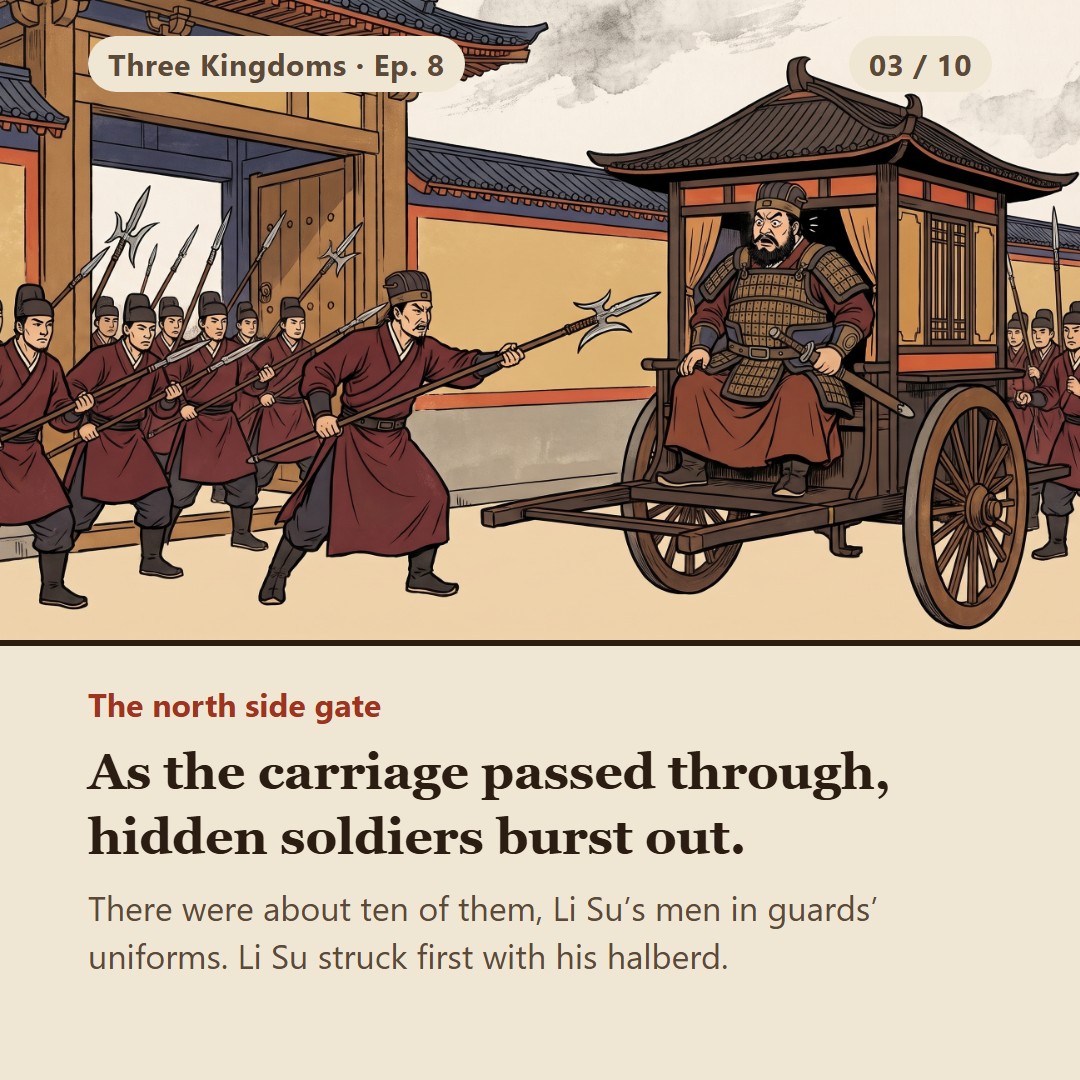 Three Kingdoms · Ep. 8
03 / 10
The north side gate
As the carriage passed through,
hidden soldiers burst out.
There were about ten of them, Li Su’s men in guards’
uniforms. Li Su struck first with his halberd.